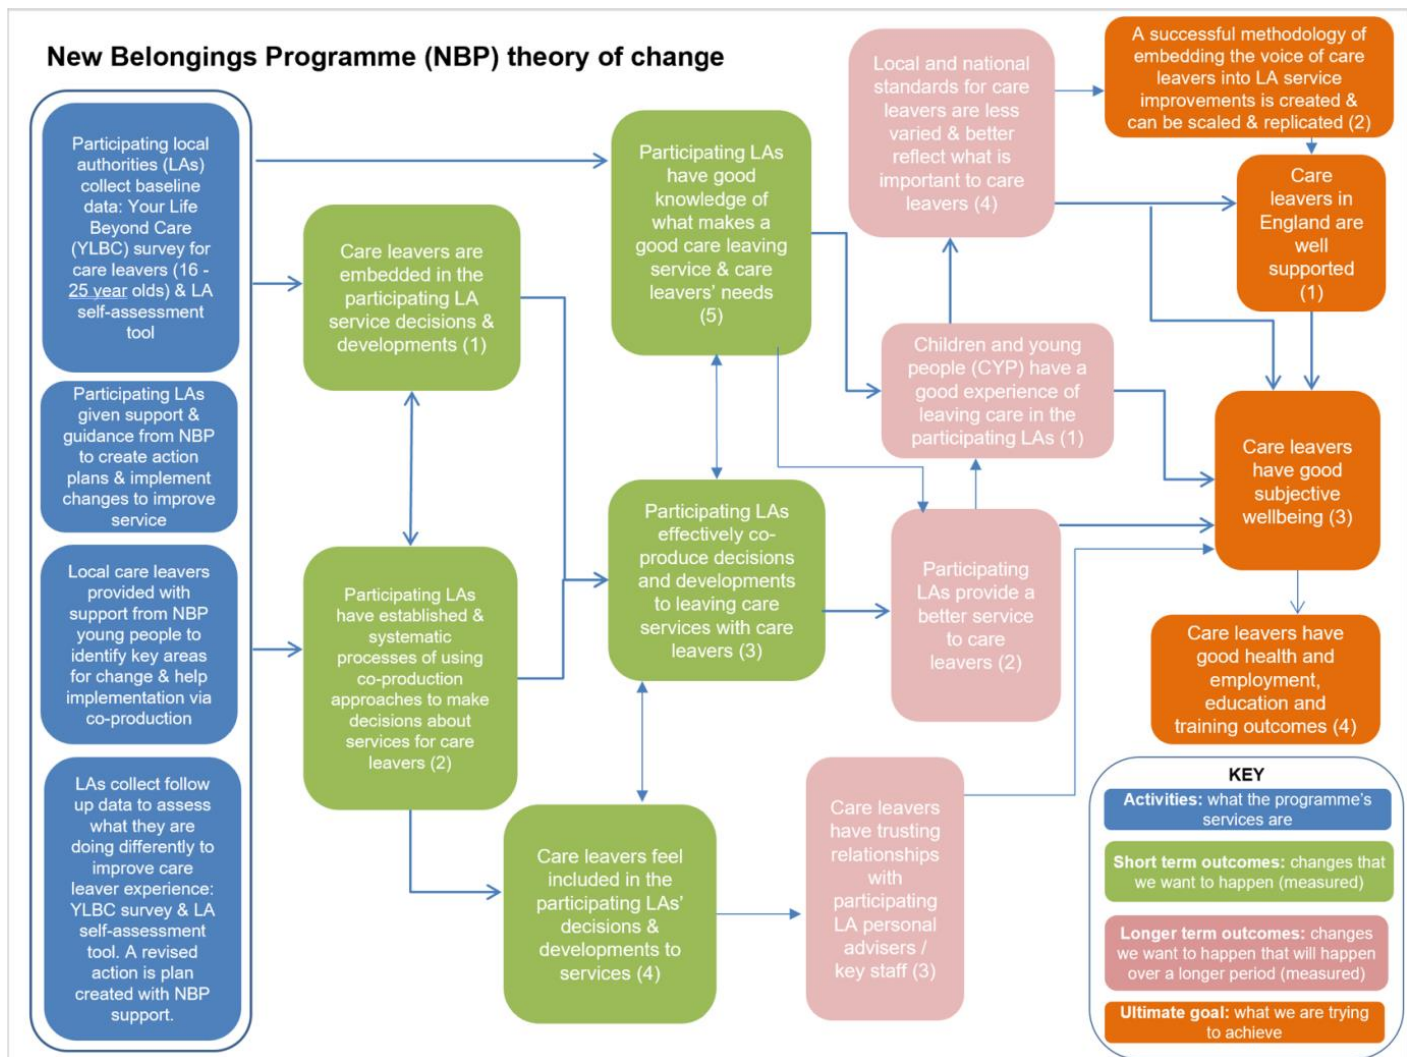 New Belongings Programme (NBP) theory of change
Participating local
authorities (LAs)
collect baseline
data: Your Life
Beyond Care
(YLBC) survey for
care leavers (16 -
25 year olds) & LA
self-assessment
tool
Participating LAs
given support &
guidance from NBP
to create action
plans & implement
changes to improve
service
Local care leavers
provided with
support from NBP
young people to
identify key areas
for change & help
implementation via
co-production
LAs collect follow
up data to assess
what they are
doing differently to
improve care
leaver experience:
YLBC survey & LA
self-assessment
tool. A revised
action is plan
created with NBP
support.
Care leavers are
embedded in the
participating LA
service decisions &
developments (1)
Participating LAs
have established &
systematic
processes of using
co-production
approaches to make
decisions about
services for care
leavers (2)
Participating LAs
have good
knowledge of
what makes a
good care leaving
service & care
leavers' needs
(5)
Participating LAs
effectively co-
produce decisions
and developments
to leaving care
services with care
leavers (3)
Care leavers feel
included in the
participating LAs'
decisions &
developments to
services (4)
Local and national
standards for care
leavers are less
varied & better
reflect what is
important to care
leavers (4)
Children and young
people (CYP) have a
good experience of
leaving care in the
participating LAs (1)
Participating
LAs provide a
better service
to care
leavers (2)
Care leavers
have trusting
relationships
with
participating
LA personal
advisers /
key staff (3)
A successful methodology of
embedding the voice of care
leavers into LA service
improvements is created &
can be scaled & replicated (2)
Care
leavers in
England are
well
supported
(1)
Care leavers
have good
subjective
wellbeing (3)
Care leavers have
good health and
employment,
education and
training outcomes (4)
KEY
Activities: what the programme's
services are
Short term outcomes: changes that
we want to happen (measured)
Longer term outcomes: changes
we want to happen that will happen
over a longer period (measured)
Ultimate goal: what we are trying
to achieve